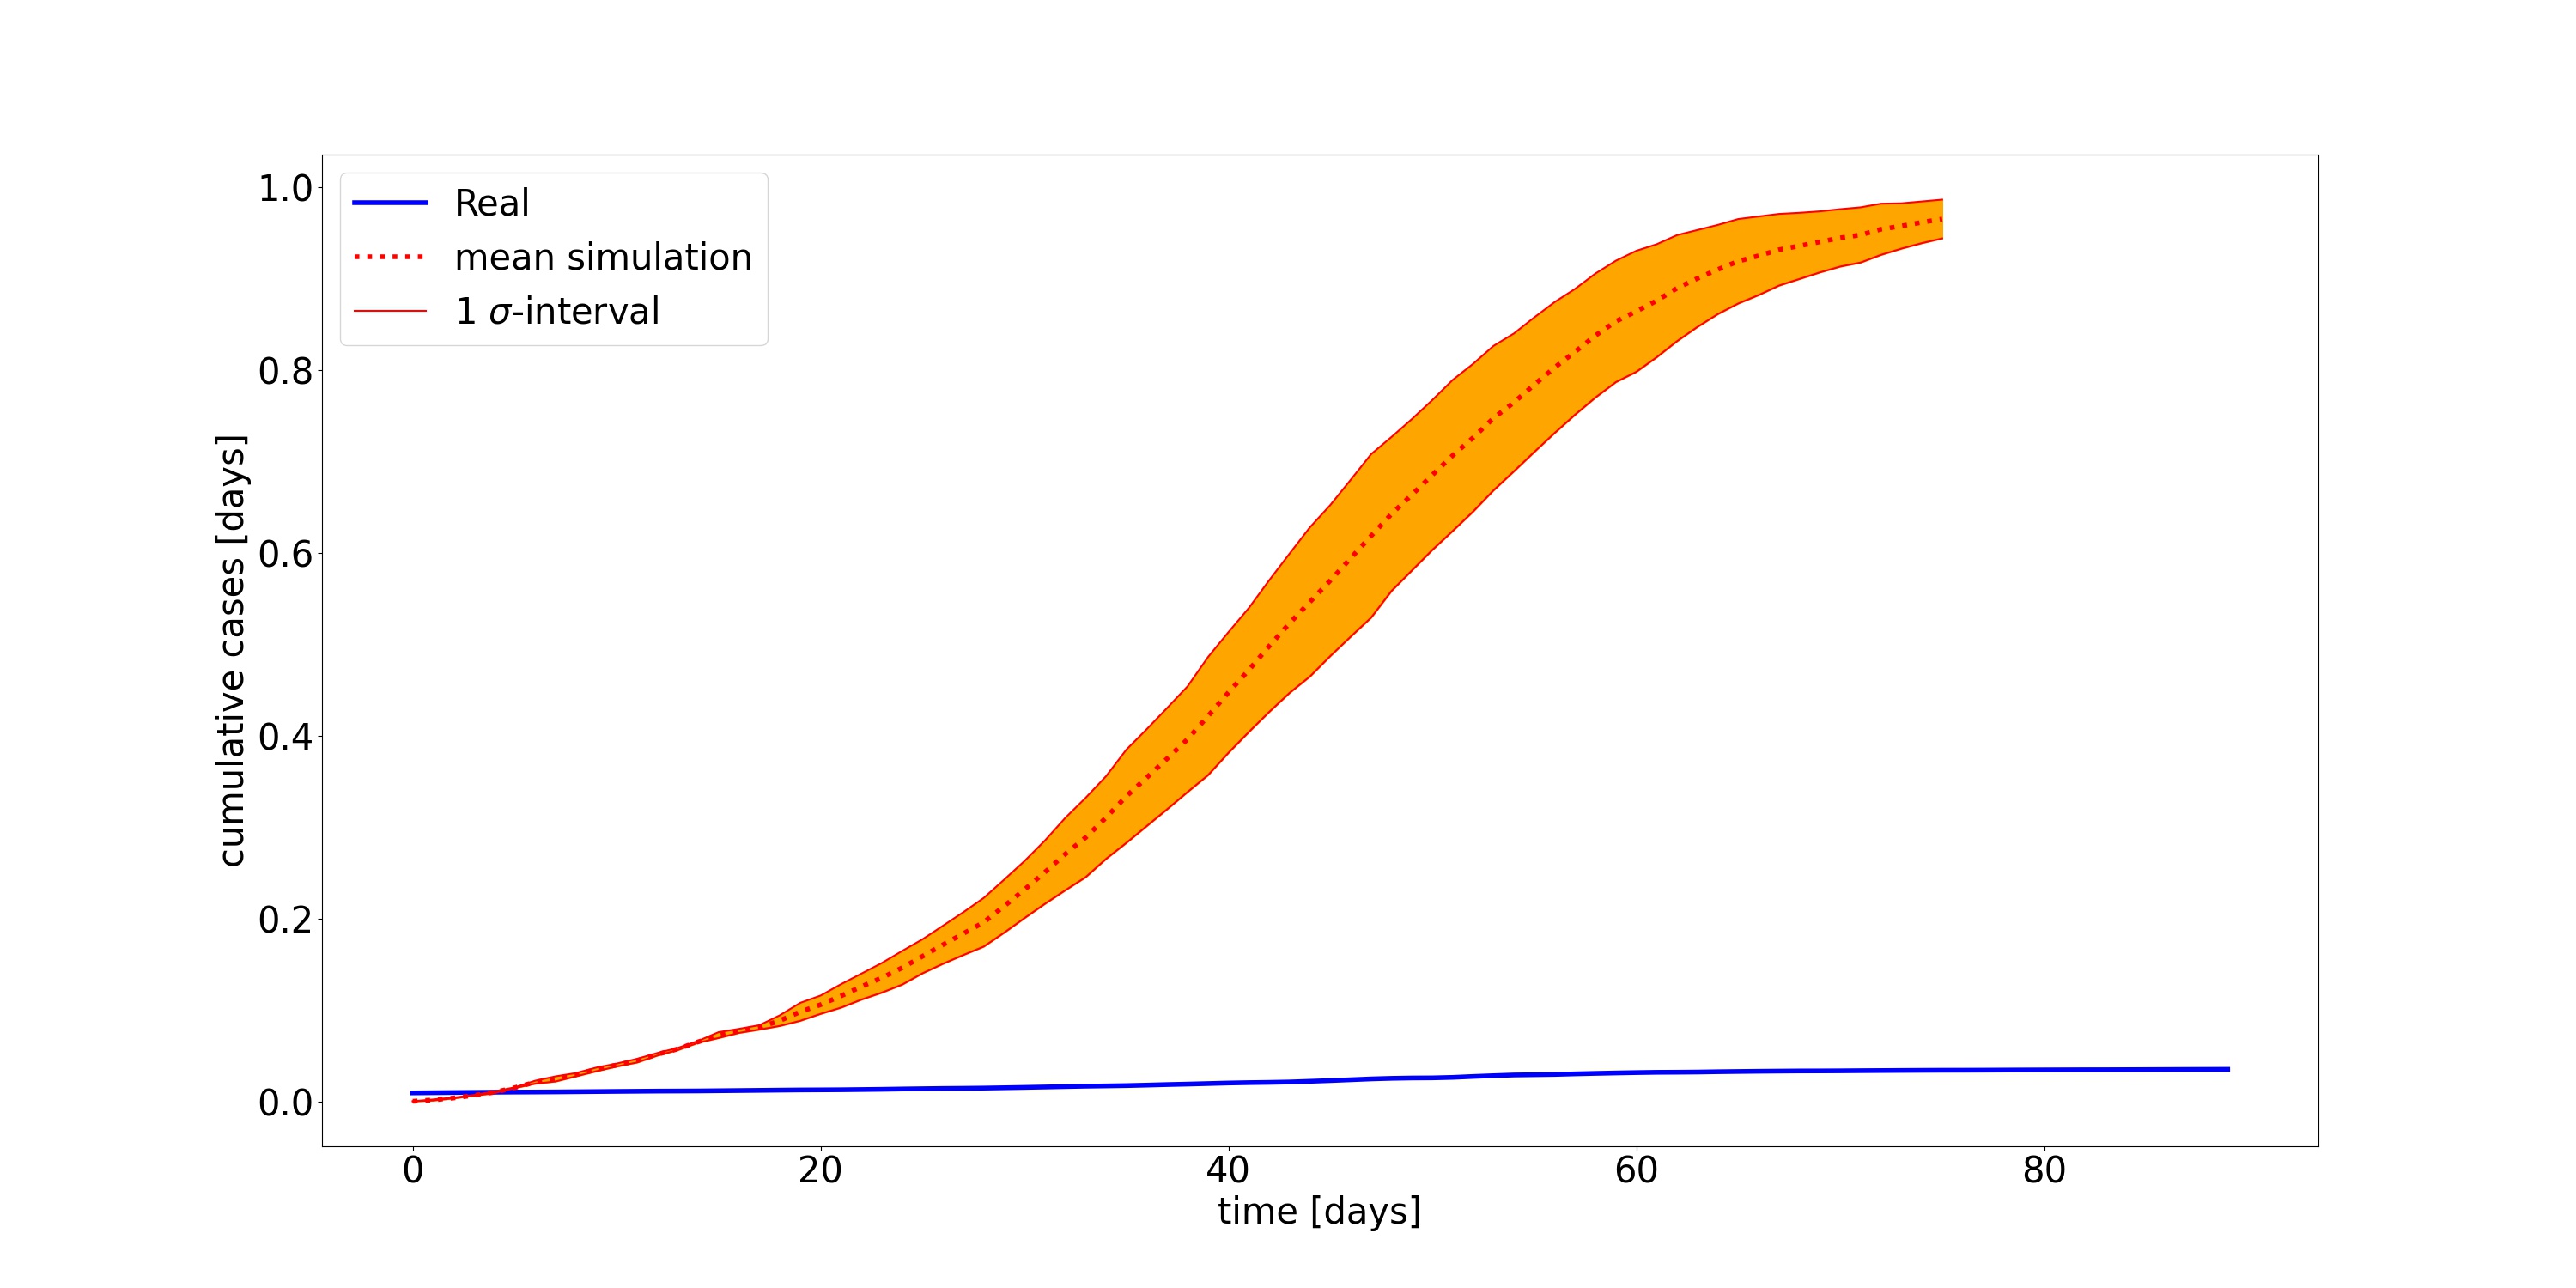 Real
mean simulation
1 σ-interval
1.0
0.8
0.6
0.4
0.2
0.0
cumulative cases [days]
0 20 40 60 80
time [days]